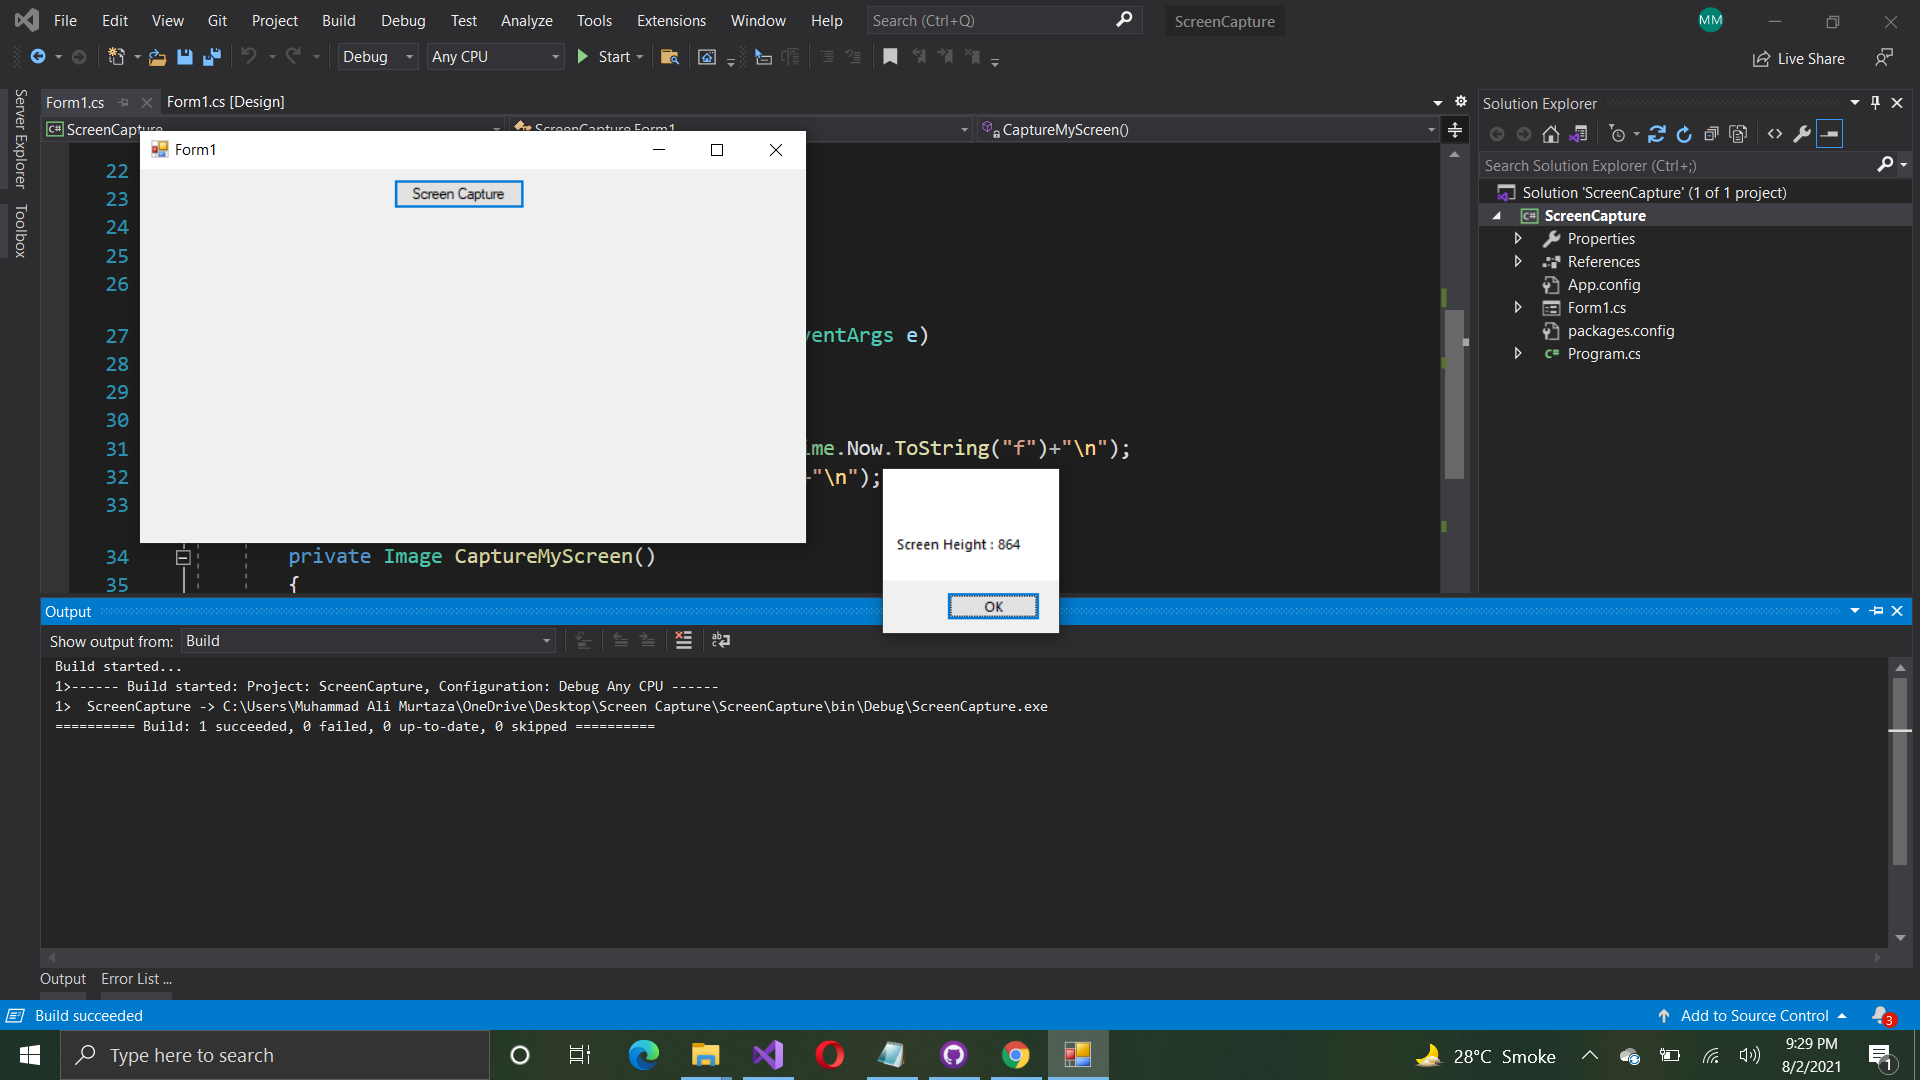 File Edit View Git Project Build Debug Test Analyze Tools Extensions Window Help Search (Ctrl+Q) ScreenCapture MM
Debug Any CPU Start Live Share
Server Explorer
Toolbox
Form1.cs Form1.cs [Design]
C# ScreenCapture ScreenCapture.Form1 CaptureMyScreen()
Form1
Screen Capture
22
23
24
25
26
27 ventArgs e)
28
29
30
31 ime.Now.ToString("f")+"\n");
32 +"\n");
33
34 private Image CaptureMyScreen()
35 {
Screen Height : 864
OK
Solution Explorer
Search Solution Explorer (Ctrl+;)
Solution 'ScreenCapture' (1 of 1 project)
C# ScreenCapture
Properties
References
App.config
Form1.cs
packages.config
C# Program.cs
Output
Show output from: Build
Build started...
1>------ Build started: Project: ScreenCapture, Configuration: Debug Any CPU ------
1>  ScreenCapture -> C:\Users\Muhammad Ali Murtaza\OneDrive\Desktop\Screen Capture\ScreenCapture\bin\Debug\ScreenCapture.exe
========== Build: 1 succeeded, 0 failed, 0 up-to-date, 0 skipped ==========
Output Error List ...
Build succeeded Add to Source Control 3
Type here to search 28°C Smoke 9:29 PM
8/2/2021 1